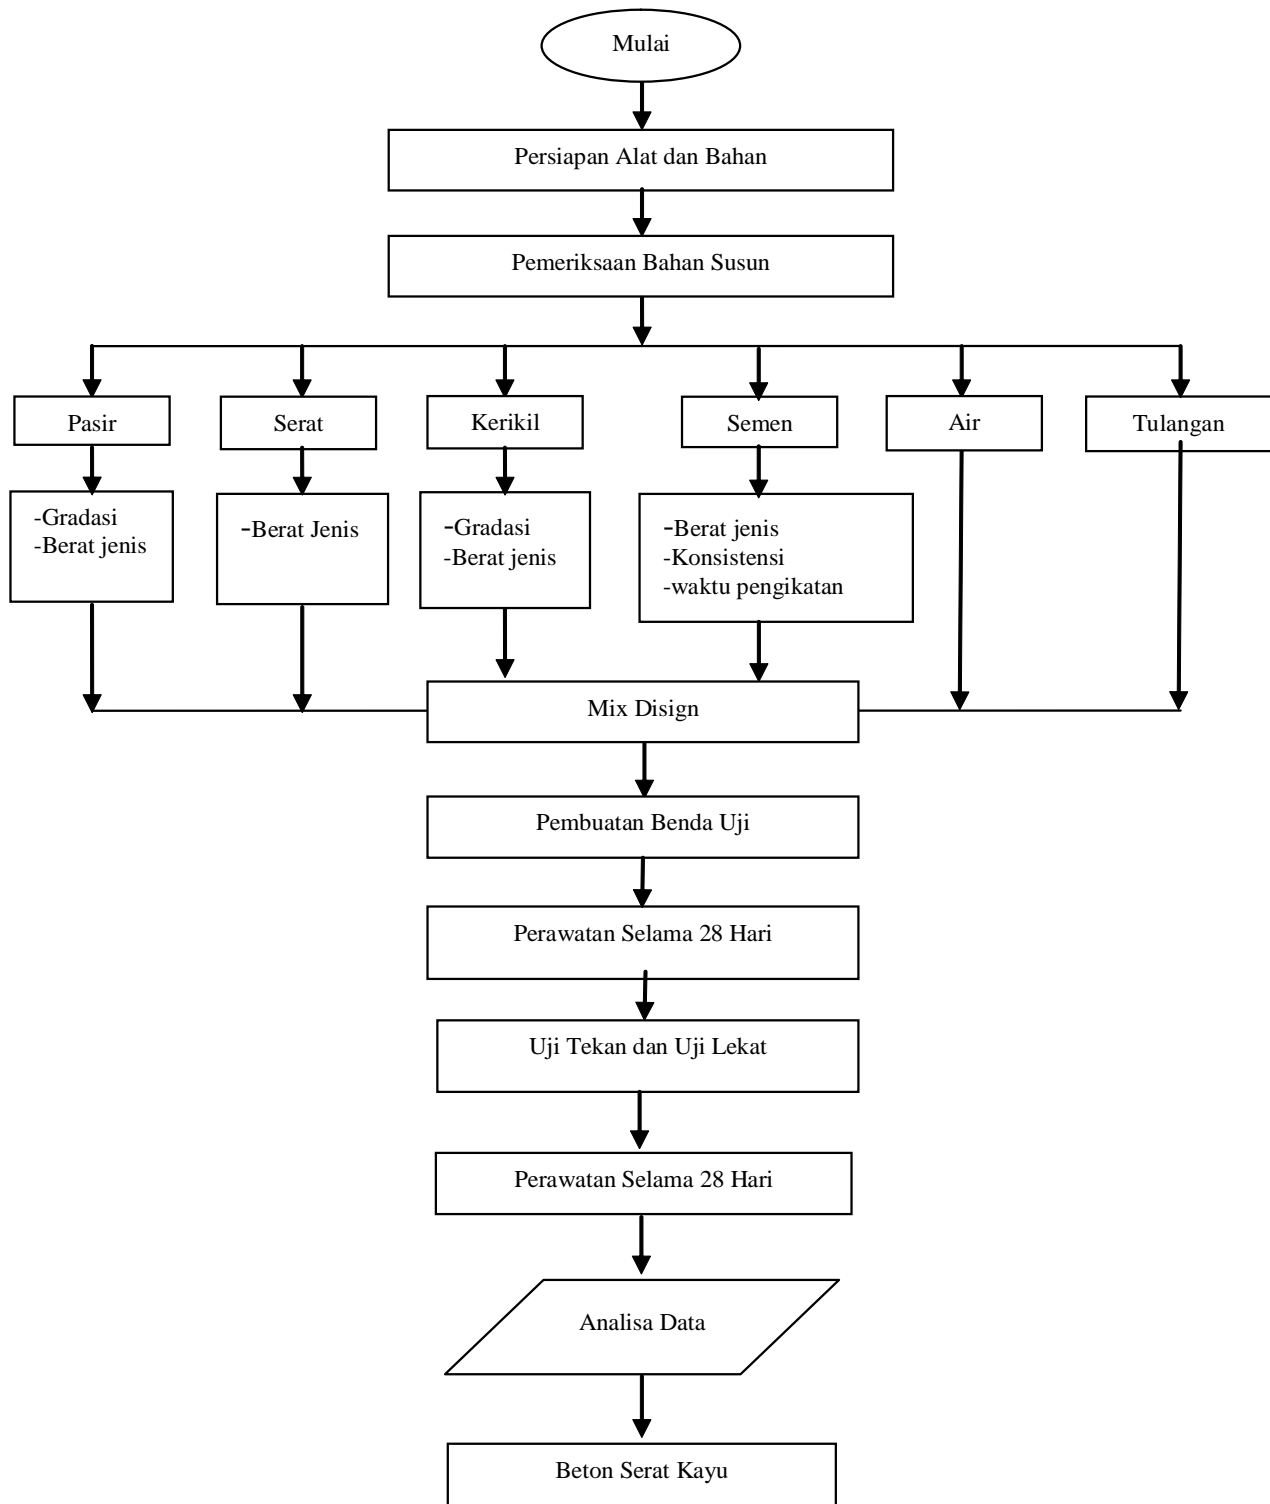 Mulai
Persiapan Alat dan Bahan
Pemeriksaan Bahan Susun
Pasir
Serat
Kerikil
Semen
Air
Tulangan
-Gradasi
-Berat jenis
-Berat Jenis
-Gradasi
-Berat jenis
-Berat jenis
-Konsistensi
-waktu pengikatan
Mix Disign
Pembuatan Benda Uji
Perawatan Selama 28 Hari
Uji Tekan dan Uji Lekat
Perawatan Selama 28 Hari
Analisa Data
Beton Serat Kayu